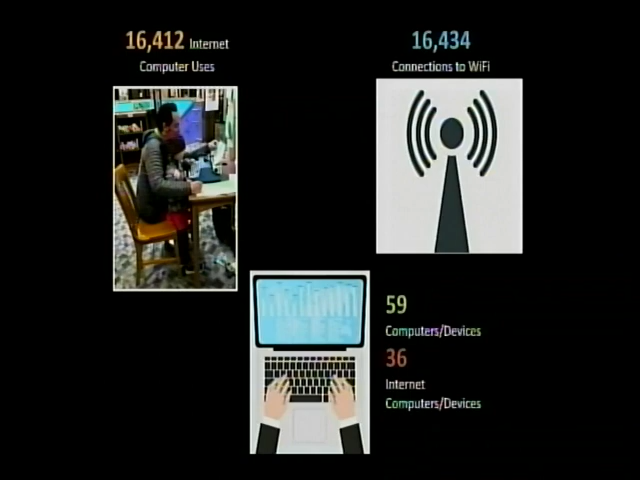 16,412 Internet
Computer Uses
16,434
Connections to WiFi
59
Computers/Devices
36
Internet
Computers/Devices